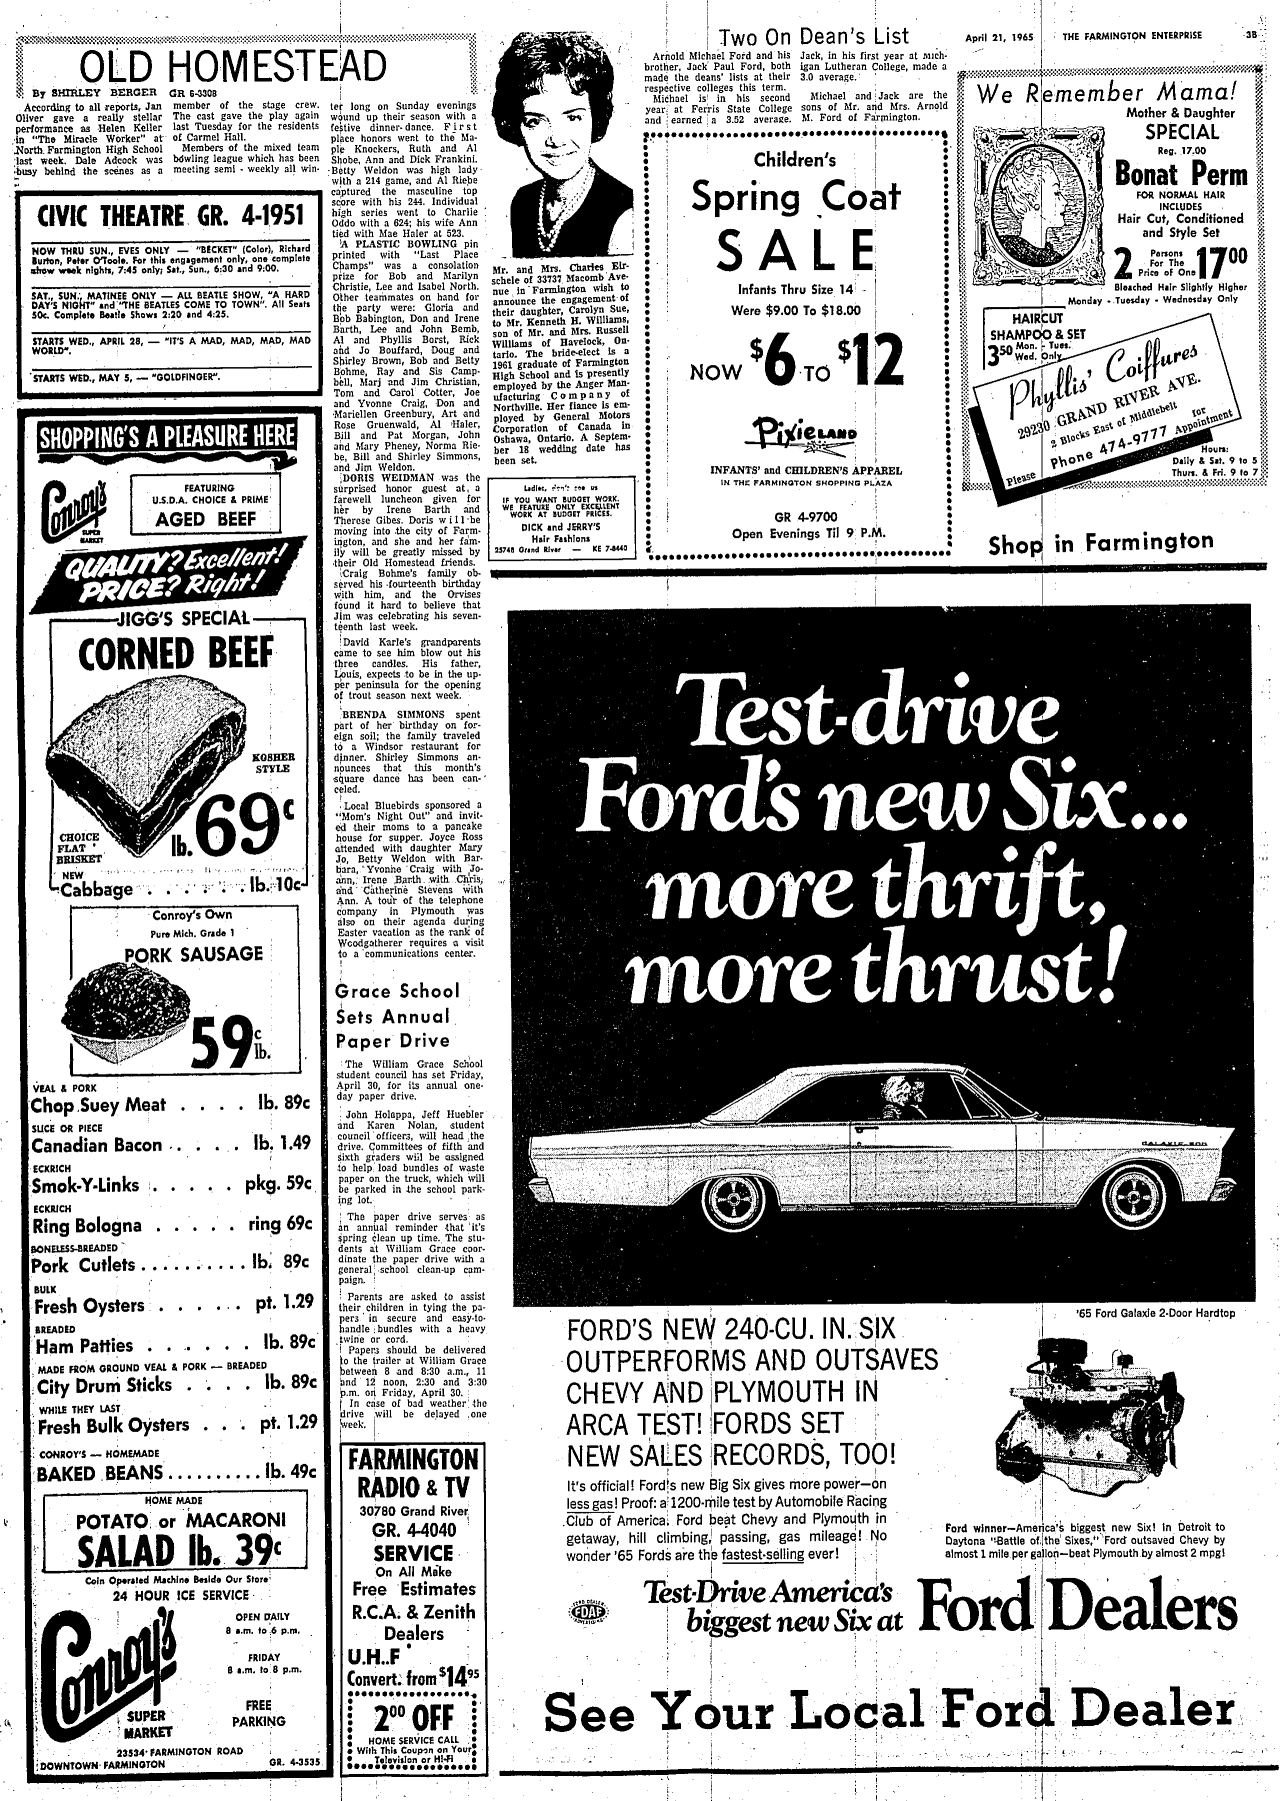 April 21, 1965 THE FARMINGTON ENTERPRISE 3B
OLD HOMESTEAD
By SHIRLEY BERGER GR 6-3308
According to all reports, Jan
Oliver gave a really stellar
performance as Helen Keller
in "The Miracle Worker" at
North Farmington High School
last week. Dale Adcock was
busy behind the scenes as a
member of the stage crew.
The cast gave the play again
last Tuesday for the residents
of Carmel Hall.
Members of the mixed team
bowling league which has been
meeting semi - weekly all win-
ter long on Sunday evenings
wound up their season with a
festive dinner-dance. First
place honors went to the Ma-
ple Knockers, Ruth and Al
Shobe, Ann and Dick Frankini.
Betty Weldon was high lady
with a 214 game, and Al Riebe
captured the masculine top
score with his 244. Individual
high series went to Charlie
Oddo with a 624; his wife Ann
tied with Mae Haler at 523.
A PLASTIC BOWLING pin
printed with "Last Place
Champs" was a consolation
prize for Bob and Marilyn
Christie, Lee and Isabel North.
Other teammates on hand for
the party were: Gloria and
Bob Babington, Don and Irene
Barth, Lee and John Bemb,
Al and Phyllis Borst, Rick
and Jo Bouffard, Doug and
Shirley Brown, Bob and Betty
Bohme, Ray and Sis Camp-
bell, Marj and Jim Christian,
Tom and Carol Cotter, Joe
and Yvonne Craig, Don and
Mariellen Greenbury, Art and
Rose Gruenwald, Al Haler,
Bill and Pat Morgan, John
and Mary Pheney, Norma Rie-
be, Bill and Shirley Simmons,
and Jim Weldon.
DORIS WEIDMAN was the
surprised honor guest at a
farewell luncheon given for
her by Irene Barth and
Therese Gibes. Doris will be
moving into the city of Farm-
ington, and she and her fam-
ily will be greatly missed by
their Old Homestead friends.
Craig Bohme's family ob-
served his fourteenth birthday
with him, and the Orvises
found it hard to believe that
Jim was celebrating his seven-
teenth last week.
David Karle's grandparents
came to see him blow out his
three candles. His father,
Louis, expects to be in the up-
per peninsula for the opening
of trout season next week.
BRENDA SIMMONS spent
part of her birthday on for-
eign soil; the family traveled
to a Windsor restaurant for
dinner. Shirley Simmons an-
nounces that this month's
square dance has been can-
celed.
Local Bluebirds sponsored a
"Mom's Night Out" and invit-
ed their moms to a pancake
house for supper. Joyce Ross
attended with daughter Mary
Jo, Betty Weldon with Bar-
bara, Yvonne Craig with Jo-
ann, Irene Barth with Chris,
and Catherine Stevens with
Ann. A tour of the telephone
company in Plymouth was
also on their agenda during
Easter vacation as the rank of
Woodgatherer requires a visit
to a communications center.
CIVIC THEATRE GR. 4-1951
NOW THRU SUN., EVES ONLY — "BECKET" (Color), Richard
Burton, Peter O'Toole. For this engagement only, one complete
show week nights, 7:45 only; Sat., Sun., 6:30 and 9:00.
SAT., SUN., MATINEE ONLY — ALL BEATLE SHOW, "A HARD
DAY'S NIGHT" and "THE BEATLES COME TO TOWN". All Seats
50c. Complete Beatle Shows 2:20 and 4:25.
STARTS WED., APRIL 28, — "IT'S A MAD, MAD, MAD, MAD
WORLD".
STARTS WED., MAY 5, — "GOLDFINGER".
SHOPPING'S A PLEASURE HERE
Conroy's
SUPER
MARKET
FEATURING
U.S.D.A. CHOICE & PRIME
AGED BEEF
QUALITY? Excellent!
PRICE? Right!
JIGG'S SPECIAL
CORNED BEEF
KOSHER
STYLE
CHOICE
FLAT
BRISKET
lb. 69c
NEW
Cabbage . . . . . . lb. 10c
Conroy's Own
Pure Mich. Grade 1
PORK SAUSAGE
59c lb.
VEAL & PORK
Chop Suey Meat . . . . lb. 89c
SLICE OR PIECE
Canadian Bacon . . . . . lb. 1.49
ECKRICH
Smok-Y-Links . . . . . pkg. 59c
ECKRICH
Ring Bologna . . . . . ring 69c
BONELESS-BREADED
Pork Cutlets . . . . . . . . . . lb. 89c
BULK
Fresh Oysters . . . . . . pt. 1.29
BREADED
Ham Patties . . . . . . lb. 89c
MADE FROM GROUND VEAL & PORK — BREADED
City Drum Sticks . . . . lb. 89c
WHILE THEY LAST
Fresh Bulk Oysters . . . pt. 1.29
CONROY'S — HOMEMADE
BAKED BEANS . . . . . . . . . . lb. 49c
HOME MADE
POTATO or MACARONI
SALAD lb. 39c
Coin Operated Machine Beside Our Store
24 HOUR ICE SERVICE
Conroy's
SUPER
MARKET
OPEN DAILY
8 a.m. to 6 p.m.
FRIDAY
8 a.m. to 8 p.m.
FREE
PARKING
23534 FARMINGTON ROAD
DOWNTOWN FARMINGTON GR. 4-3535
Grace School
Sets Annual
Paper Drive
The William Grace School
student council has set Friday,
April 30, for its annual one-
day paper drive.
John Holappa, Jeff Huebler
and Karen Nolan, student
council officers, will head the
drive. Committees of fifth and
sixth graders will be assigned
to help load bundles of waste
paper on the truck, which will
be parked in the school park-
ing lot.
The paper drive serves as
an annual reminder that it's
spring clean up time. The stu-
dents at William Grace coor-
dinate the paper drive with a
general school clean-up cam-
paign.
Parents are asked to assist
their children in tying the pa-
pers in secure and easy-to-
handle bundles with a heavy
twine or cord.
Papers should be delivered
to the trailer at William Grace
between 8 and 8:30 a.m., 11
and 12 noon, 2:30 and 3:30
p.m. on Friday, April 30.
In case of bad weather the
drive will be delayed one
week.
FARMINGTON
RADIO & TV
30780 Grand River
GR. 4-4040
SERVICE
On All Make
Free Estimates
R.C.A. & Zenith
Dealers
U.H.F
Convert. from $14 95
2 00 OFF
HOME SERVICE CALL
With This Coupon on Your
Television or Hi-Fi
Mr. and Mrs. Charles Eir-
schele of 33737 Macomb Ave-
nue in Farmington wish to
announce the engagement of
their daughter, Carolyn Sue,
to Mr. Kenneth H. Williams,
son of Mr. and Mrs. Russell
Williams of Havelock, On-
tario. The bride-elect is a
1961 graduate of Farmington
High School and is presently
employed by the Anger Man-
ufacturing Company of
Northville. Her fiance is em-
ployed by General Motors
Corporation of Canada in
Oshawa, Ontario. A Septem-
ber 18 wedding date has
been set.
Ladies, don't see us
IF YOU WANT BUDGET WORK.
WE FEATURE ONLY EXCELLENT
WORK AT BUDGET PRICES.
DICK and JERRY'S
Hair Fashions
25748 Grand River — KE 7-8440
Two On Dean's List
Arnold Michael Ford and his
brother, Jack Paul Ford, both
made the deans' lists at their
respective colleges this term.
Michael is in his second
year at Ferris State College
and earned a 3.52 average.
Jack, in his first year at Mich-
igan Lutheran College, made a
3.0 average.
Michael and Jack are the
sons of Mr. and Mrs. Arnold
M. Ford of Farmington.
Children's
Spring Coat
SALE
Infants Thru Size 14
Were $9.00 To $18.00
NOW $6 TO $12
PixieLAND
INFANTS' and CHILDREN'S APPAREL
IN THE FARMINGTON SHOPPING PLAZA
GR 4-9700
Open Evenings Til 9 P.M.
We Remember Mama!
Mother & Daughter
SPECIAL
Reg. 17.00
Bonat Perm
FOR NORMAL HAIR
INCLUDES
Hair Cut, Conditioned
and Style Set
2 Persons For The Price of One 17 00
Bleached Hair Slightly Higher
Monday - Tuesday - Wednesday Only
HAIRCUT
SHAMPOO & SET
3 50 Mon. - Tues. Wed. Only
Phyllis' Coiffures
29230 GRAND RIVER AVE.
2 Blocks East of Middlebelt
Please Phone 474-9777 for Appointment
Hours:
Daily & Sat. 9 to 5
Thurs. & Fri. 9 to 7
Shop in Farmington
Test-drive
Ford's new Six...
more thrift,
more thrust!
GALAXIE 500
'65 Ford Galaxie 2-Door Hardtop
FORD'S NEW 240-CU. IN. SIX
OUTPERFORMS AND OUTSAVES
CHEVY AND PLYMOUTH IN
ARCA TEST! FORDS SET
NEW SALES RECORDS, TOO!
It's official! Ford's new Big Six gives more power—on
less gas! Proof: a 1200-mile test by Automobile Racing
Club of America. Ford beat Chevy and Plymouth in
getaway, hill climbing, passing, gas mileage! No
wonder '65 Fords are the fastest-selling ever!
Ford winner—America's biggest new Six! in Detroit to
Daytona "Battle of the Sixes," Ford outsaved Chevy by
almost 1 mile per gallon—beat Plymouth by almost 2 mpg!
FDAF
Test-Drive America's
biggest new Six at Ford Dealers
See Your Local Ford Dealer